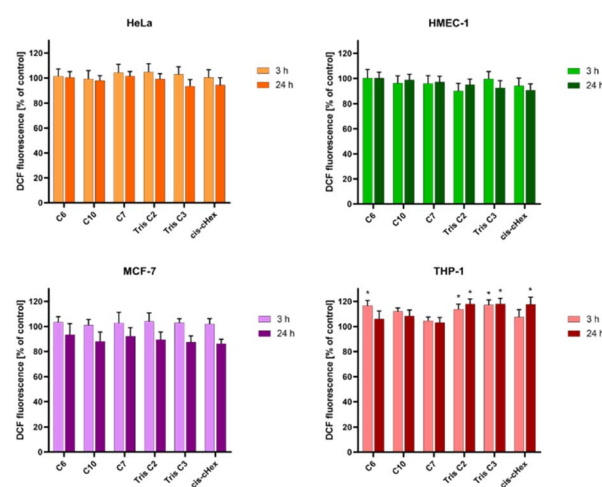 HeLa
DCF fluorescence [% of control]
120
100
80
60
40
20
0
3 h
24 h
C6
C10
C7
Tris C2
Tris C3
cis-cHex
HMEC-1
DCF fluorescence [% of control]
120
100
80
60
40
20
0
3 h
24 h
C6
C10
C7
Tris C2
Tris C3
cis-cHex
MCF-7
DCF fluorescence [% of control]
120
100
80
60
40
20
0
3 h
24 h
C6
C10
C7
Tris C2
Tris C3
cis-cHex
THP-1
DCF fluorescence [% of control]
120
100
80
60
40
20
0
* * * * * *
3 h
24 h
C6
C10
C7
Tris C2
Tris C3
cis-cHex